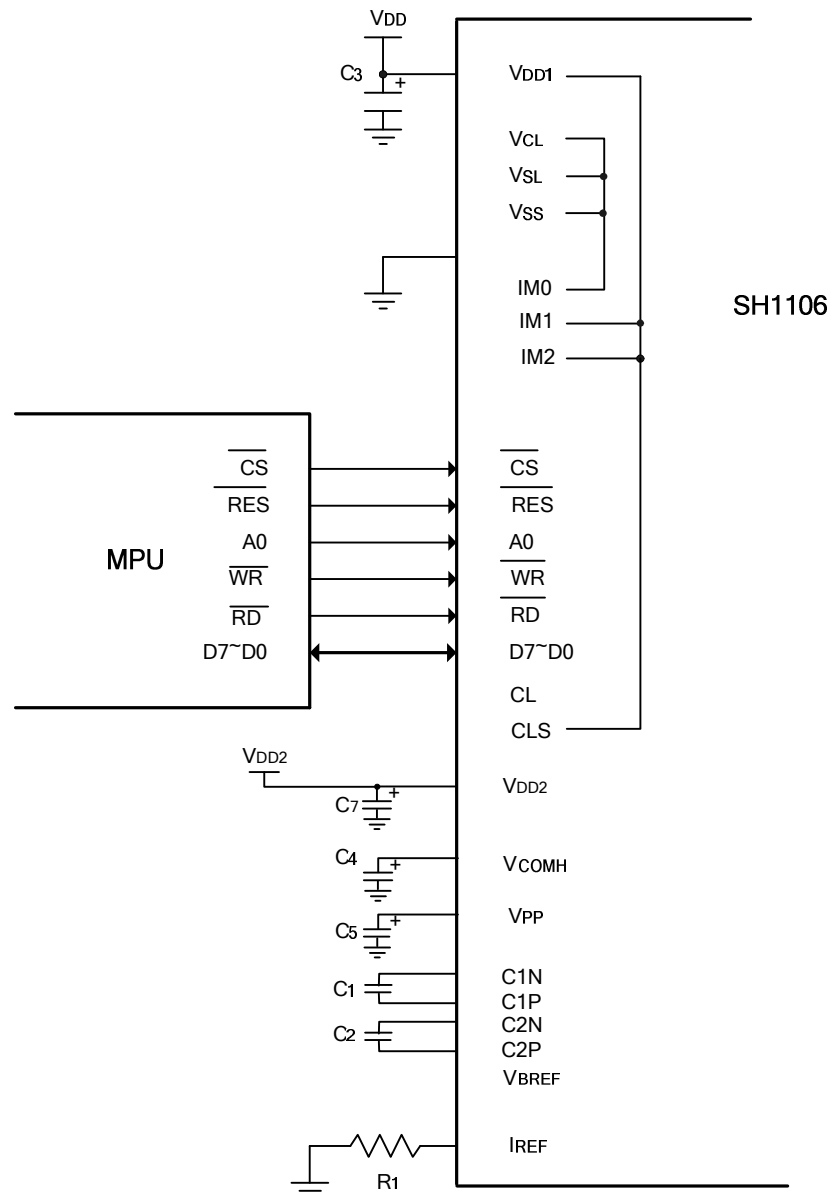 VDD
C3
+
VDD1
VCL
VSL
VSS
IM0
IM1
IM2
SH1106
MPU
CS
RES
A0
WR
RD
D7~D0
CS
RES
A0
WR
RD
D7~D0
CL
CLS
VDD2
C7
+
VDD2
C4
+
VCOMH
C5
+
VPP
C1
C1N
C1P
C2
C2N
C2P
VBREF
IREF
R1